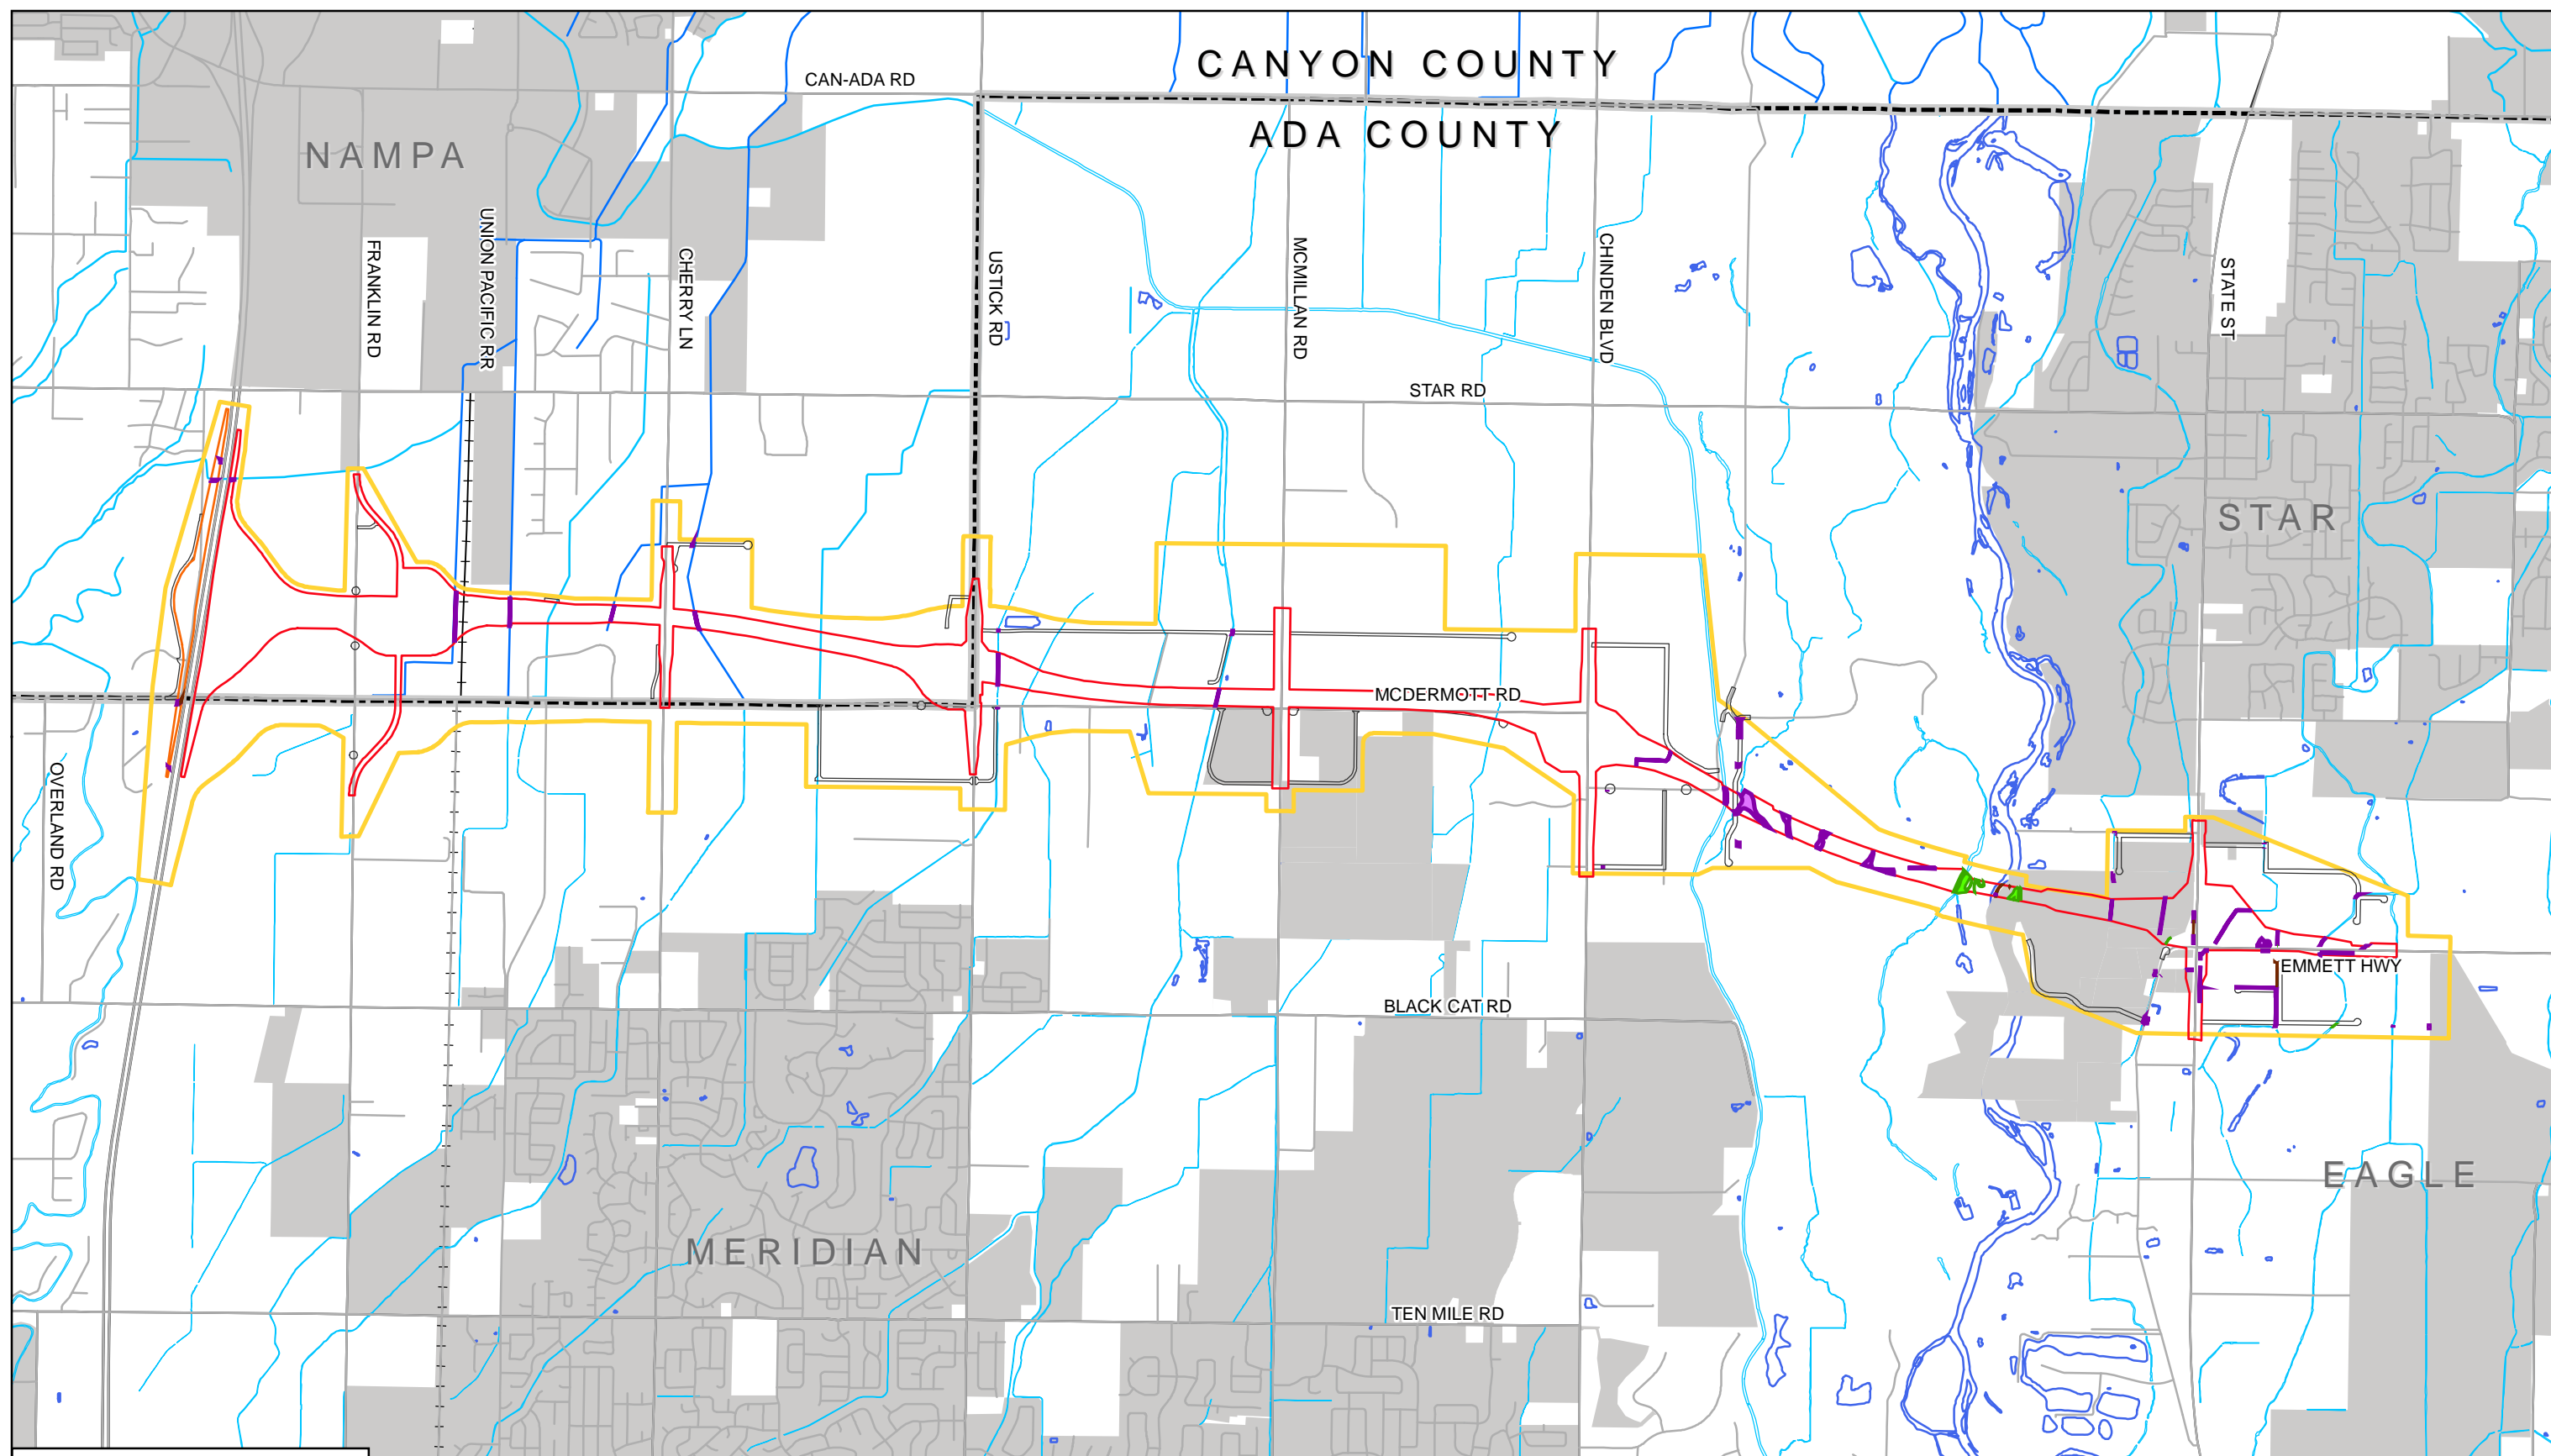 CANYON COUNTY
CAN-ADA RD
ADA COUNTY
NAMPA
UNION PACIFIC RR
FRANKLIN RD
CHERRY LN
USTICK RD
MCMILLAN RD
CHINDEN BLVD
STATE ST
STAR RD
STAR
MCDERMOTT RD
OVERLAND RD
EMMETT HWY
BLACK CAT RD
EAGLE
MERIDIAN
TEN MILE RD